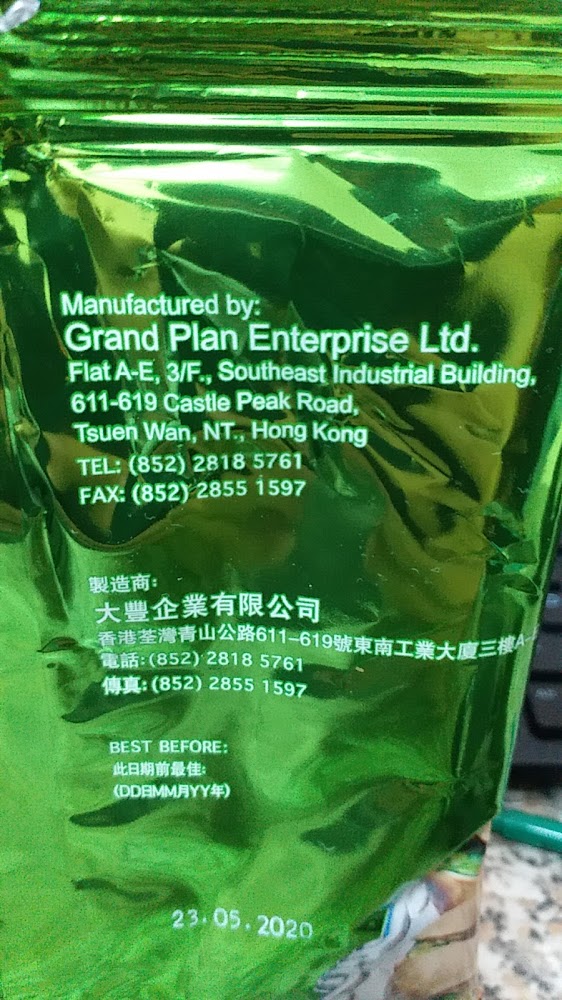 Manufactured by:
Grand Plan Enterprise Ltd.
Flat A-E, 3/F., Southeast Industrial Building,
611-619 Castle Peak Road,
Tsuen Wan, NT., Hong Kong
TEL: (852) 2818 5761
FAX: (852) 2855 1597
製造商:
大豐企業有限公司
香港荃灣青山公路611-619號東南工業大廈三樓A-
電話:(852) 2818 5761
傳真:(852) 2855 1597
BEST BEFORE:
此日期前最佳:
(DD日MM月YY年)
23.05.2020